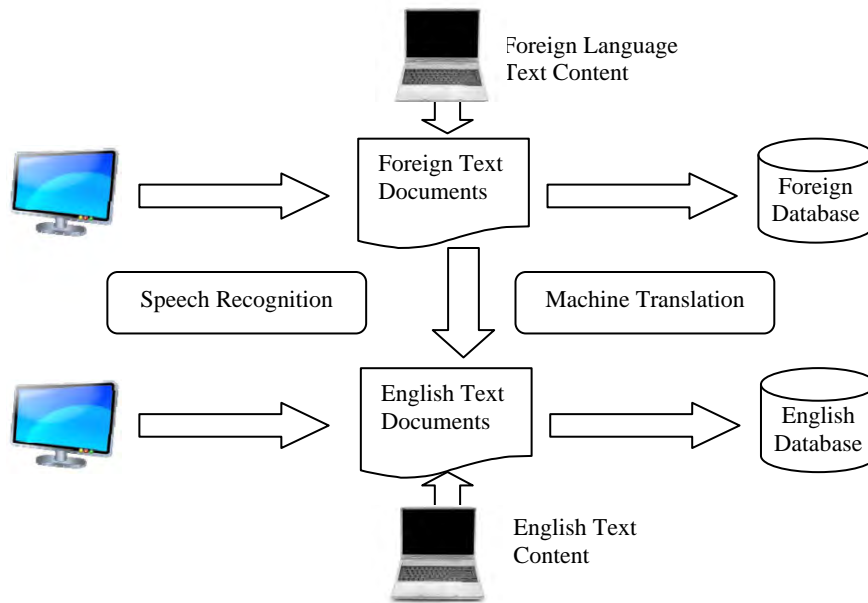 Foreign Language
Text Content
Foreign Text
Documents
Foreign
Database
Speech Recognition
Machine Translation
English Text
Documents
English
Database
English Text
Content